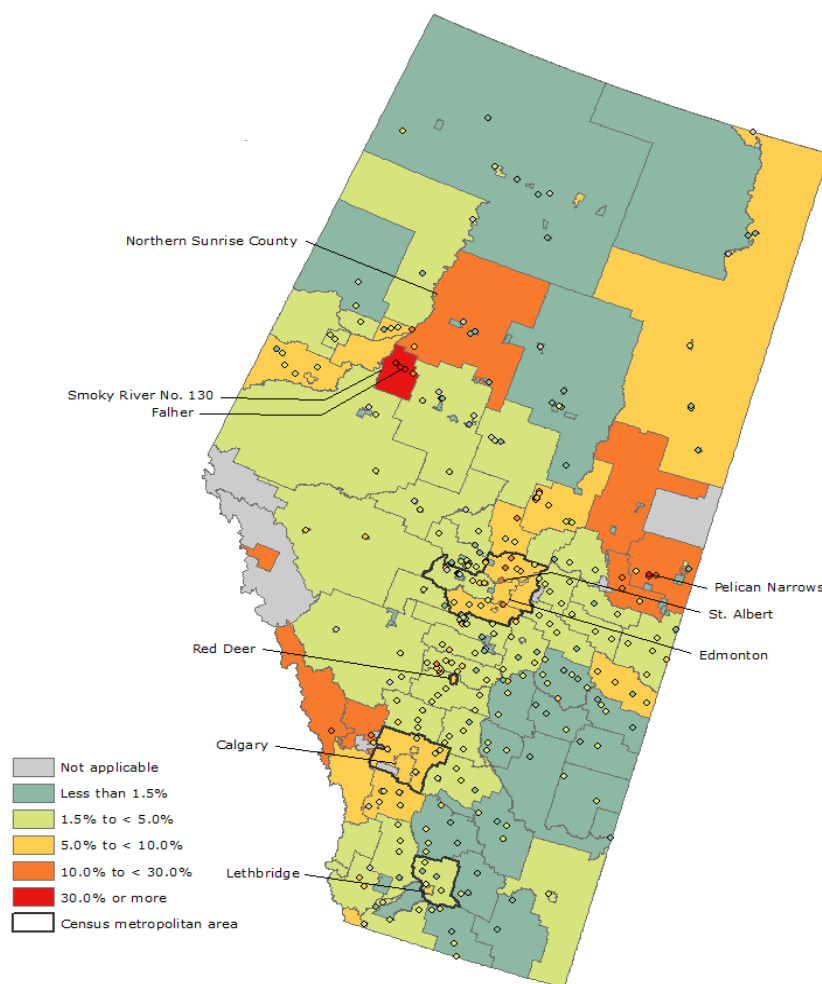 Northern Sunrise County
Smoky River No. 130
Falher
Pelican Narrows
St. Albert
Edmonton
Red Deer
Calgary
Not applicable
Less than 1.5%
1.5% to < 5.0%
5.0% to < 10.0%
10.0% to < 30.0%
30.0% or more
Census metropolitan area
Lethbridge